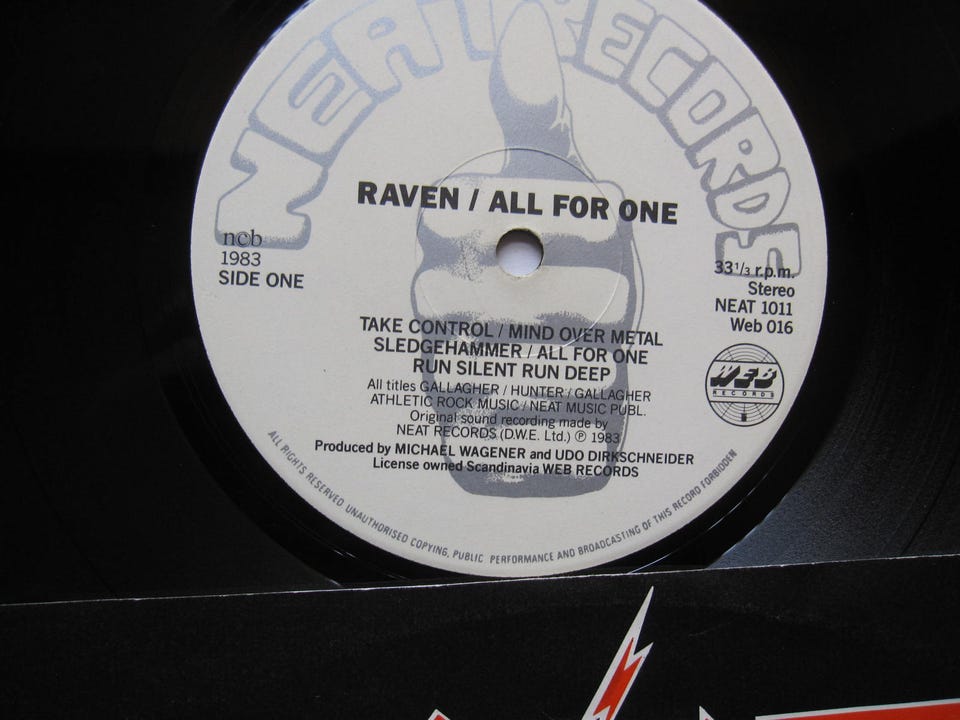 NEAT RECORDS
RAVEN / ALL FOR ONE
ncb
1983
SIDE ONE
33 1/3 r.p.m.
Stereo
NEAT 1011
Web 016
WEB
RECORDS
TAKE CONTROL / MIND OVER METAL
SLEDGEHAMMER / ALL FOR ONE
RUN SILENT RUN DEEP
All titles GALLAGHER / HUNTER / GALLAGHER
ATHLETIC ROCK MUSIC / NEAT MUSIC PUBL.
Original sound recording made by
NEAT RECORDS (D.W.E. Ltd.) ℗ 1983
Produced by MICHAEL WAGENER and UDO DIRKSCHNEIDER
License owned Scandinavia WEB RECORDS
ALL RIGHTS RESERVED UNAUTHORISED COPYING, PUBLIC PERFORMANCE AND BROADCASTING OF THIS RECORD FORBIDDEN